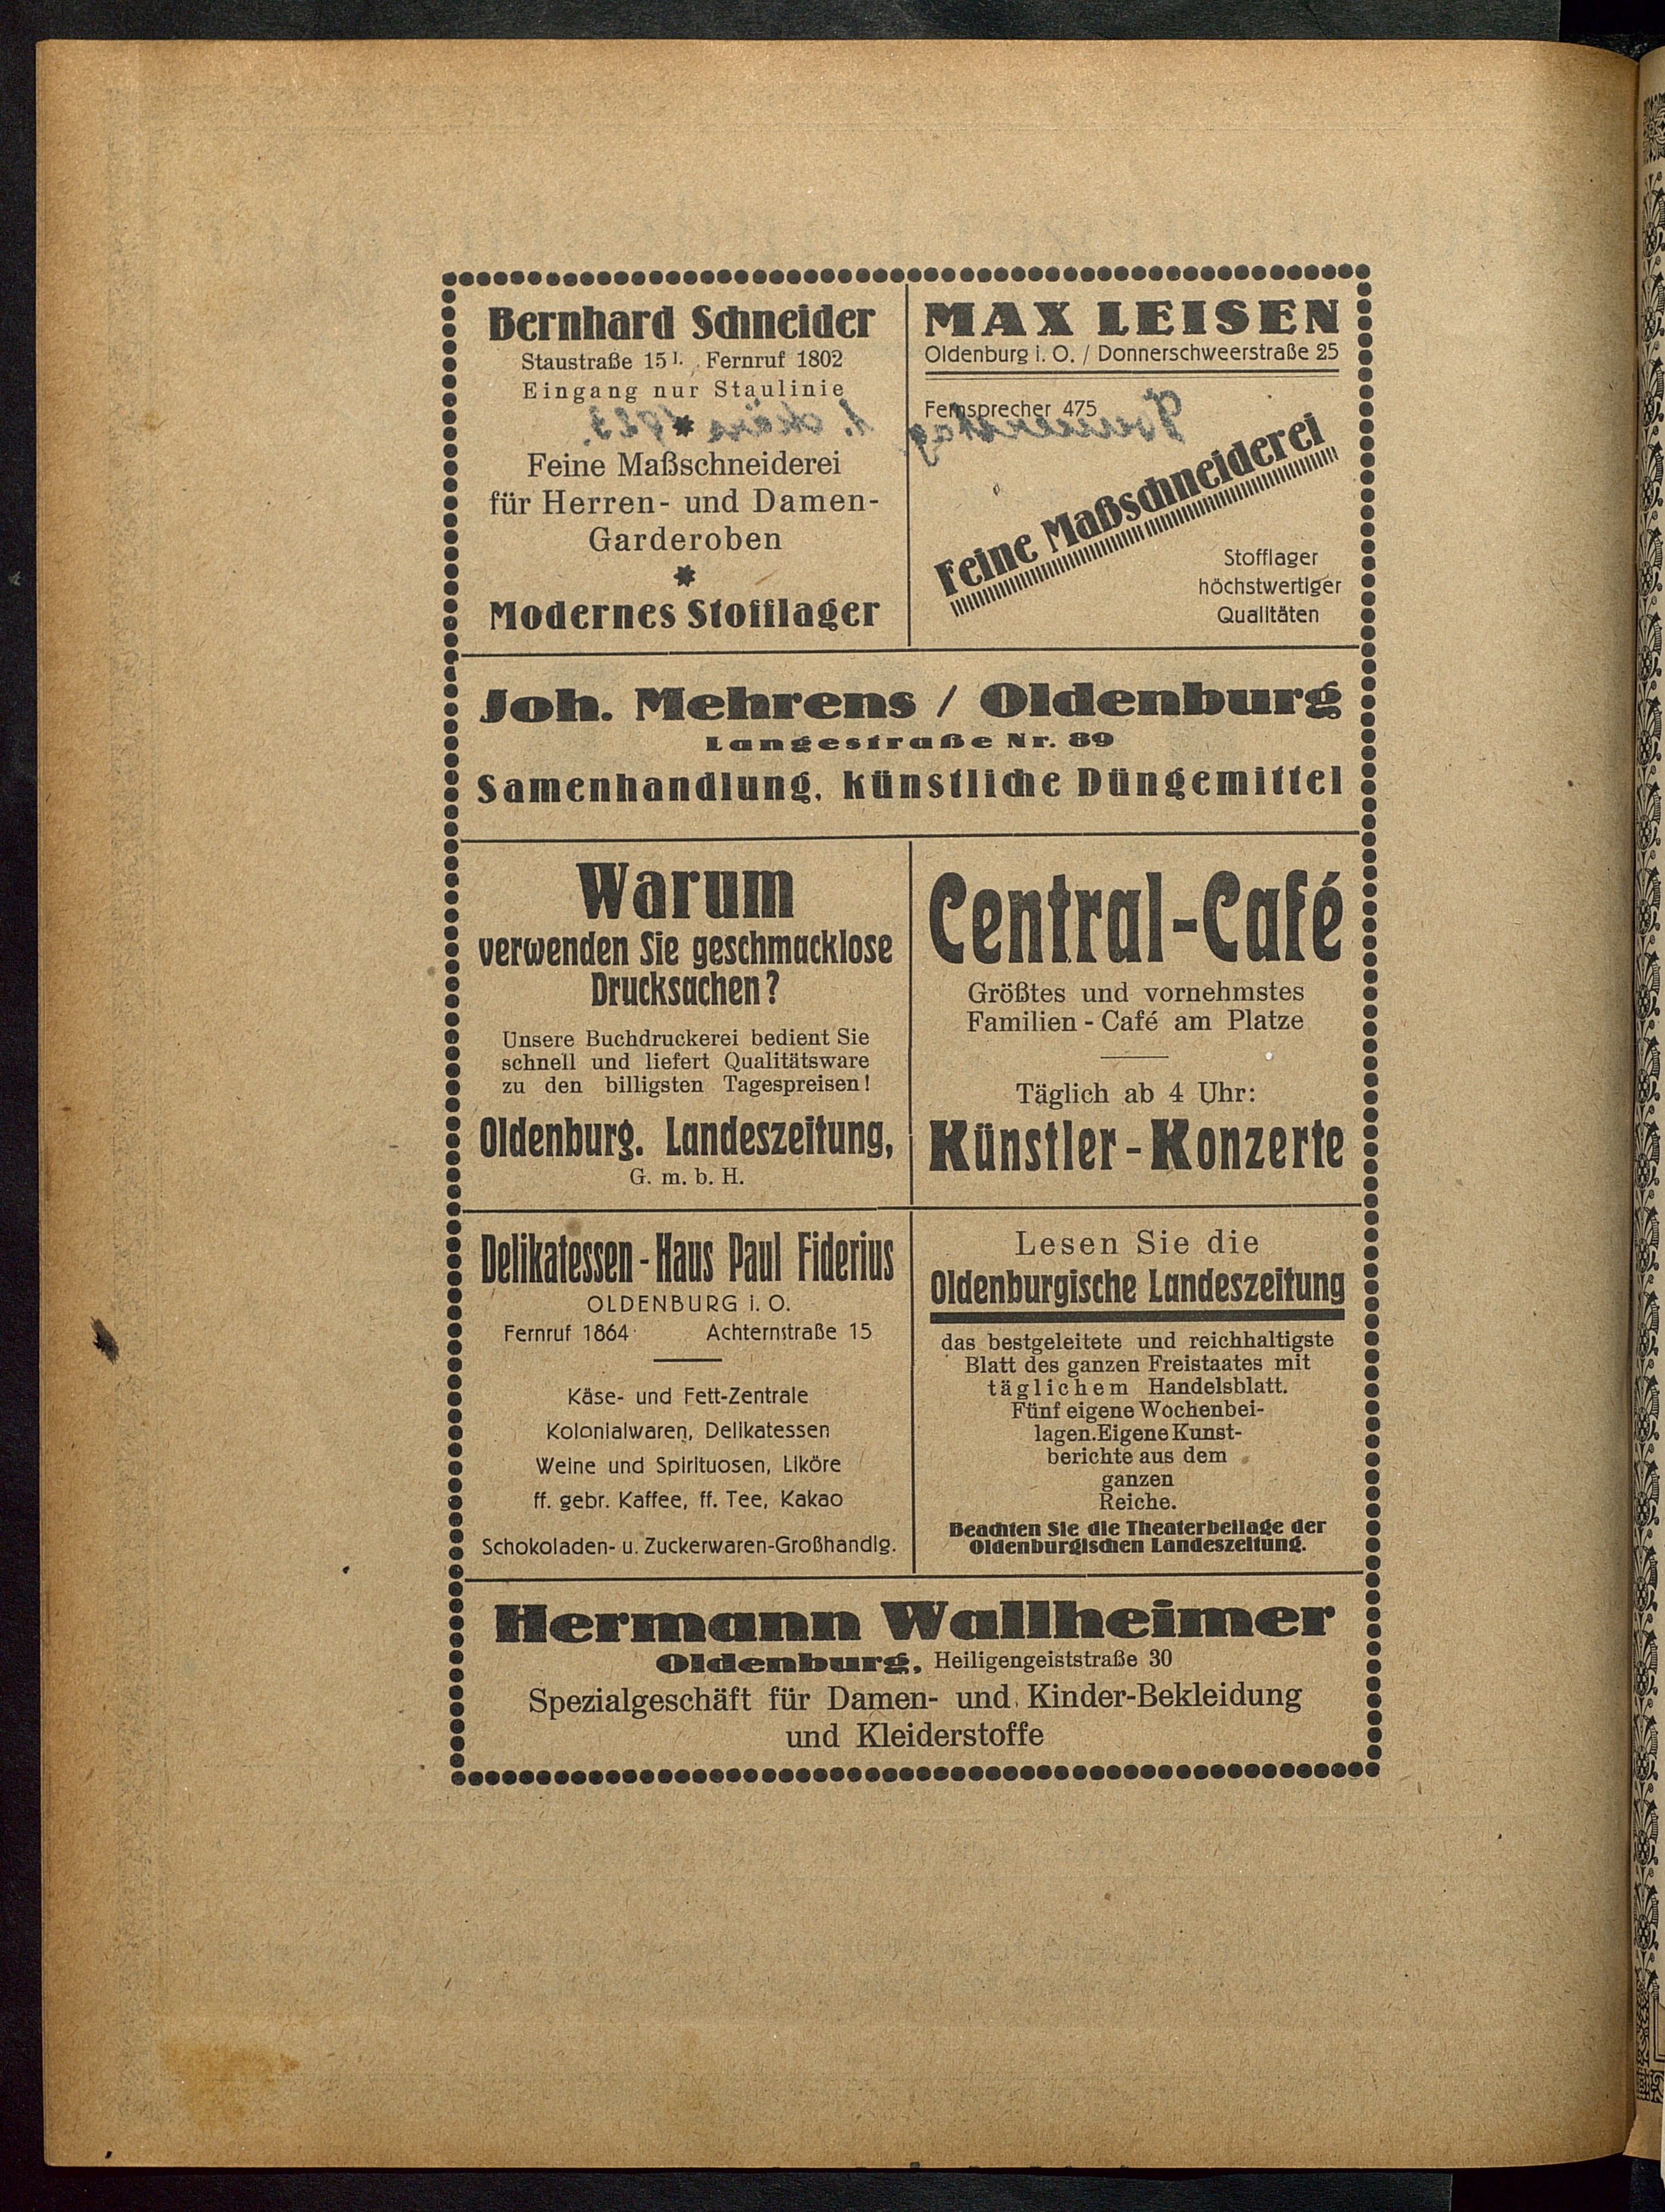 Bernhard Schneider
Staustraße 15 I. Fernruf 1802
Eingang nur Staulinie
Feine Maßschneiderei
für Herren- und Damen-
Garderoben
Modernes Stofflager
MAX LEISEN
Oldenburg i. O. / Donnerschweerstraße 25
Fernsprecher 475
Feine Maßschneiderei
Stofflager
höchstwertiger
Qualitäten
Joh. Mehrens / Oldenburg
Langestraße Nr. 89
Samenhandlung, künstliche Düngemittel
Warum
verwenden Sie geschmacklose
Drucksachen?
Unsere Buchdruckerei bedient Sie
schnell und liefert Qualitätsware
zu den billigsten Tagespreisen!
Oldenburg. Landeszeitung,
G. m. b. H.
Central-Café
Größtes und vornehmstes
Familien - Café am Platze
Täglich ab 4 Uhr:
Künstler-Konzerte
Delikatessen-Haus Paul Fiderius
OLDENBURG i. O.
Fernruf 1864 Achternstraße 15
Käse- und Fett-Zentrale
Kolonialwaren, Delikatessen
Weine und Spirituosen, Liköre
ff. gebr. Kaffee, ff. Tee, Kakao
Schokoladen- u. Zuckerwaren-Großhandlg.
Lesen Sie die
Oldenburgische Landeszeitung
das bestgeleitete und reichhaltigste
Blatt des ganzen Freistaates mit
täglichem Handelsblatt.
Fünf eigene Wochenbei-
lagen. Eigene Kunst-
berichte aus dem
ganzen
Reiche.
Beachten Sie die Theaterbeilage der
Oldenburgischen Landeszeitung.
Hermann Wallheimer
Oldenburg, Heiligengeiststraße 30
Spezialgeschäft für Damen- und Kinder-Bekleidung
und Kleiderstoffe